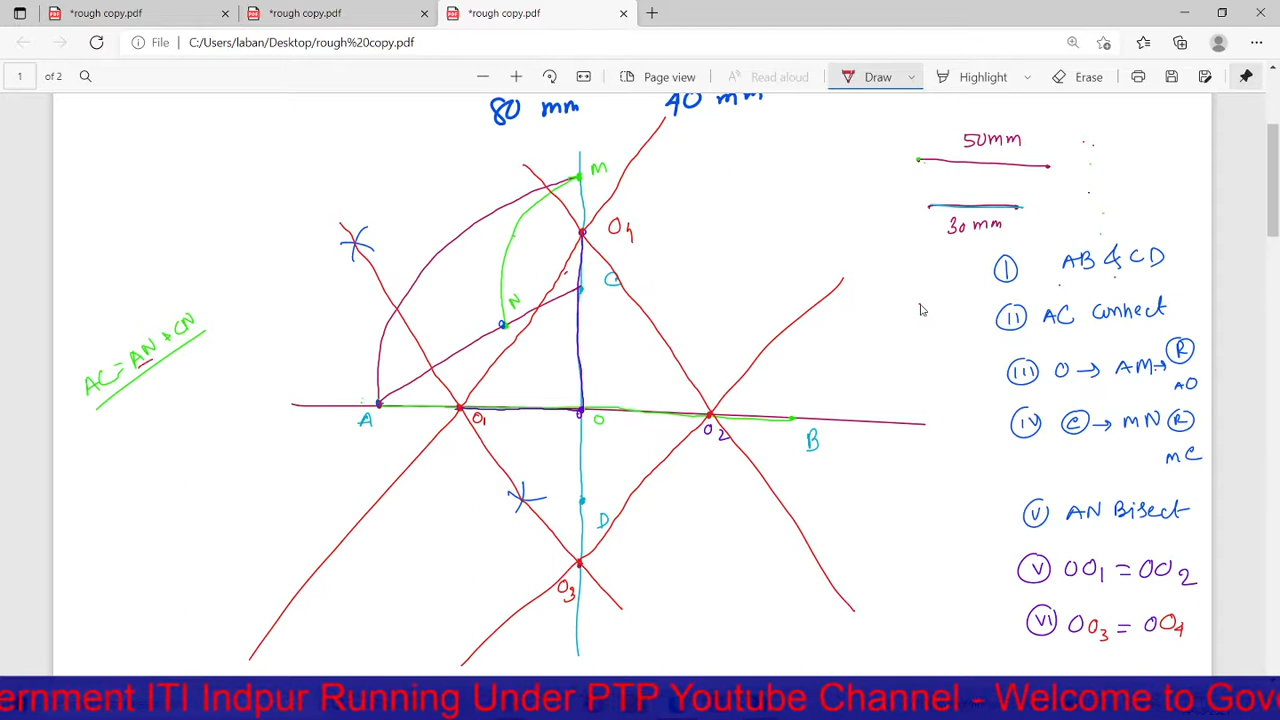 *rough copy.pdf
*rough copy.pdf
*rough copy.pdf
File C:/Users/laban/Desktop/rough%20copy.pdf
1 of 2 Page view Read aloud Draw Highlight Erase
80 mm 40 mm
50mm
30 mm
M
O4
C
N
AC = AN + CN
A
O1
O
O2
B
D
O3
I AB & CD
II AC Connect
III O → AM → R
AO
IV C → MN R
MC
V AN Bisect
V OO1 = OO2
VI OO3 = OO4
ernment ITI Indpur Running Under PTP Youtube Channel - Welcome to Gov